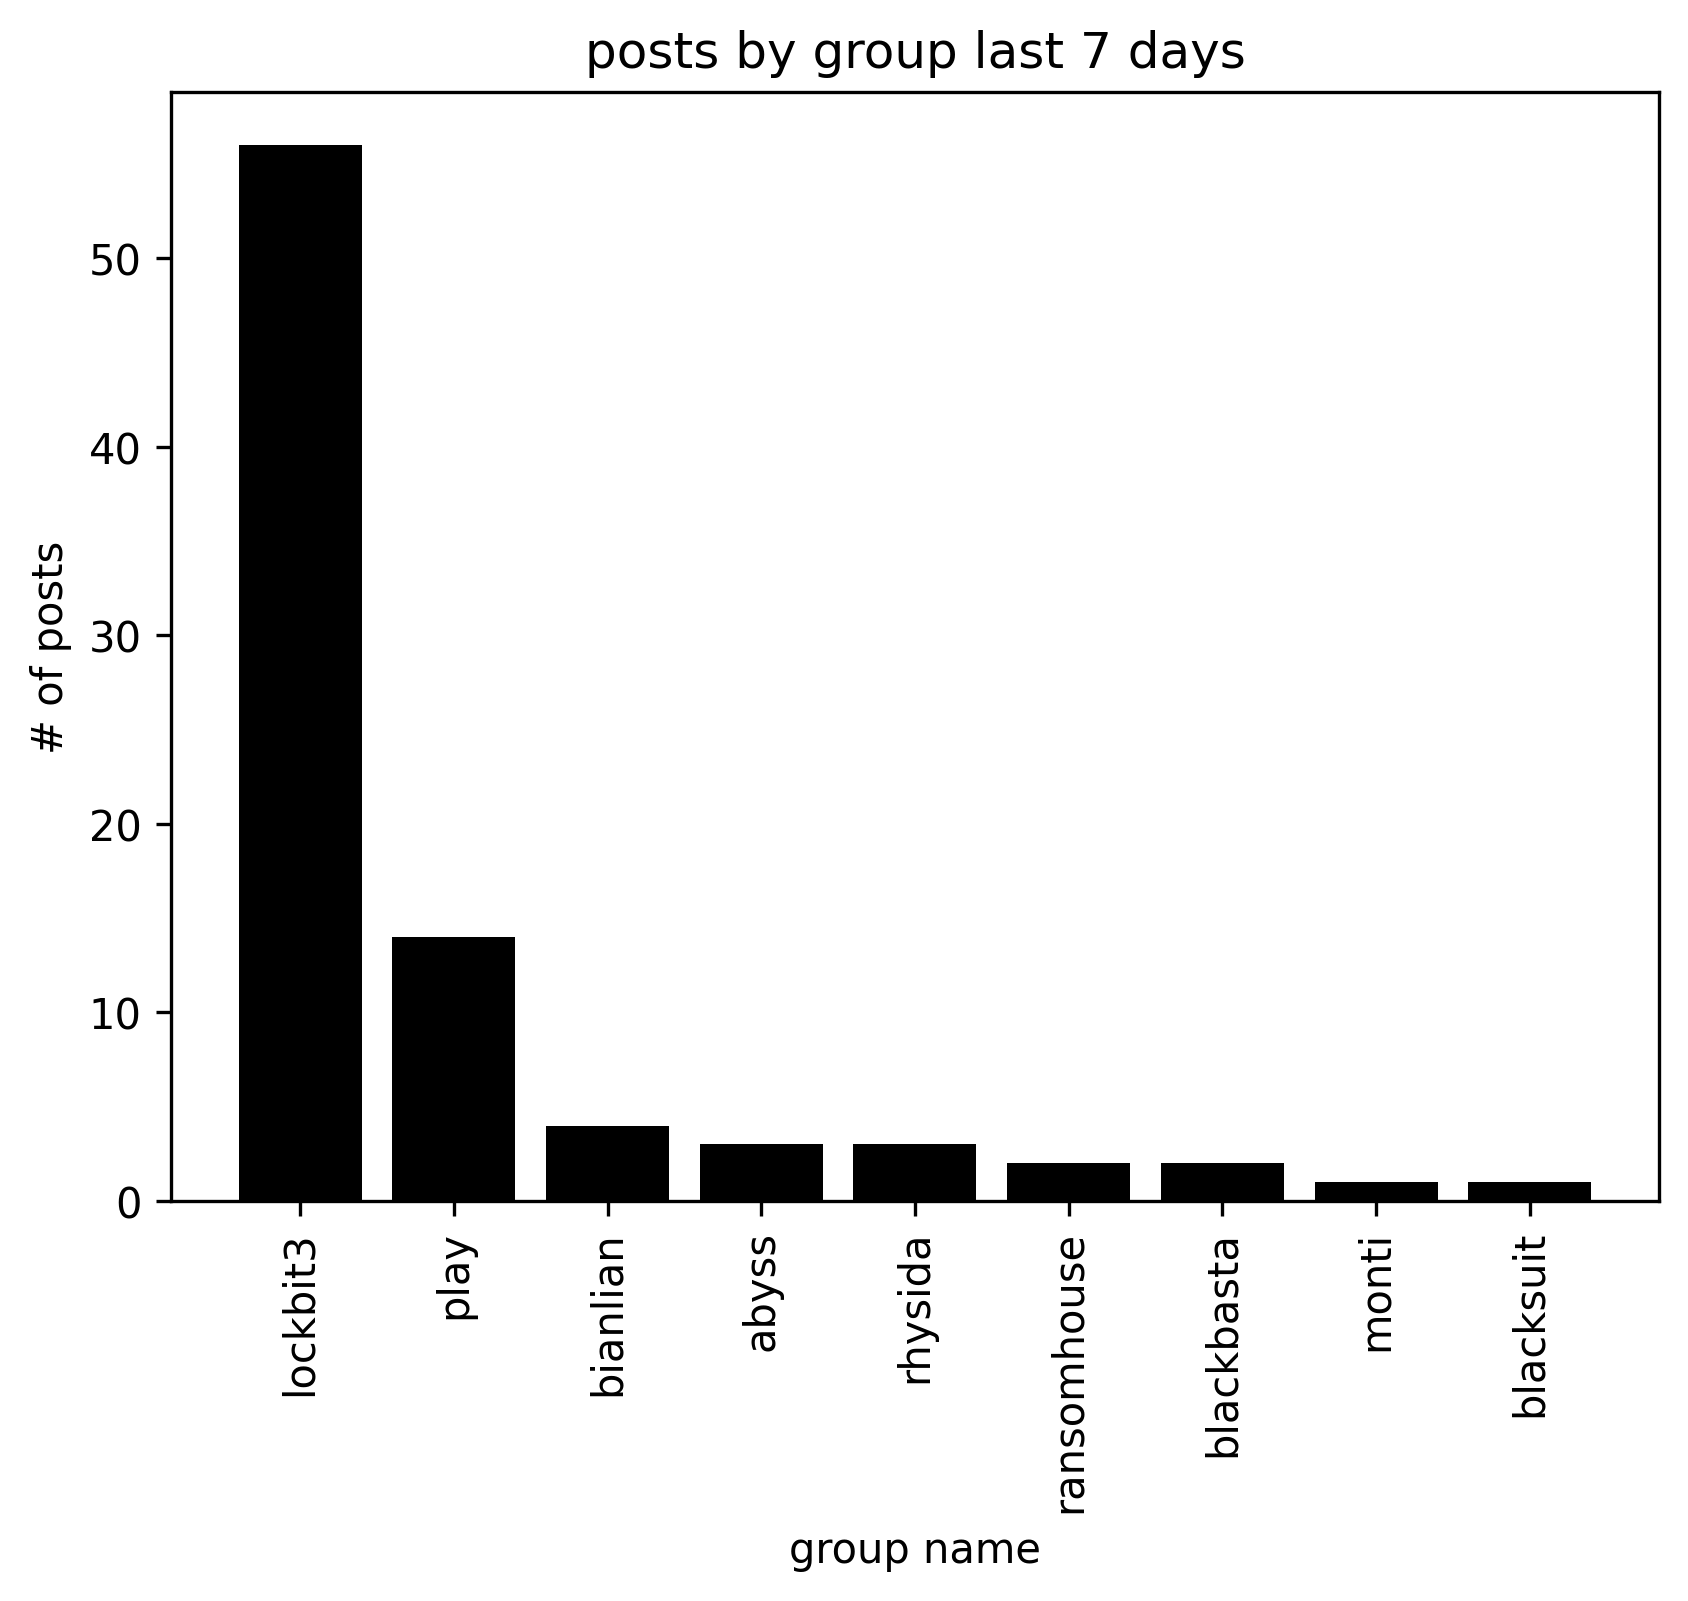 posts by group last 7 days
# of posts
50
40
30
20
10
0
lockbit3
play
bianlian
abyss
rhysida
ransomhouse
blackbasta
monti
blacksuit
group name